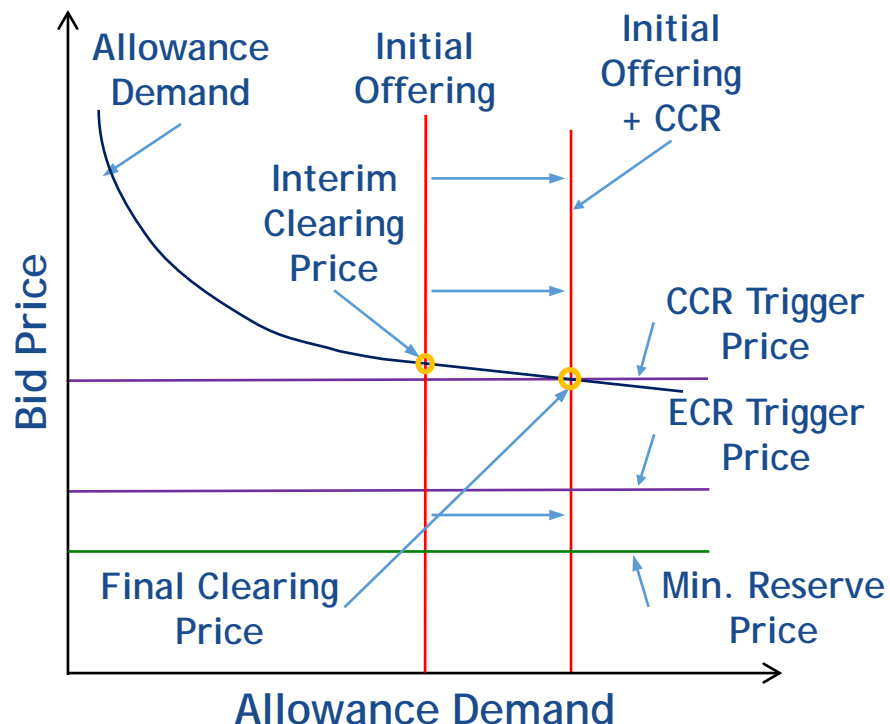 Allowance
Demand
Initial
Offering
Initial
Offering
+ CCR
Interim
Clearing
Price
CCR Trigger
Price
ECR Trigger
Price
Final Clearing
Price
Min. Reserve
Price
Bid Price
Allowance Demand